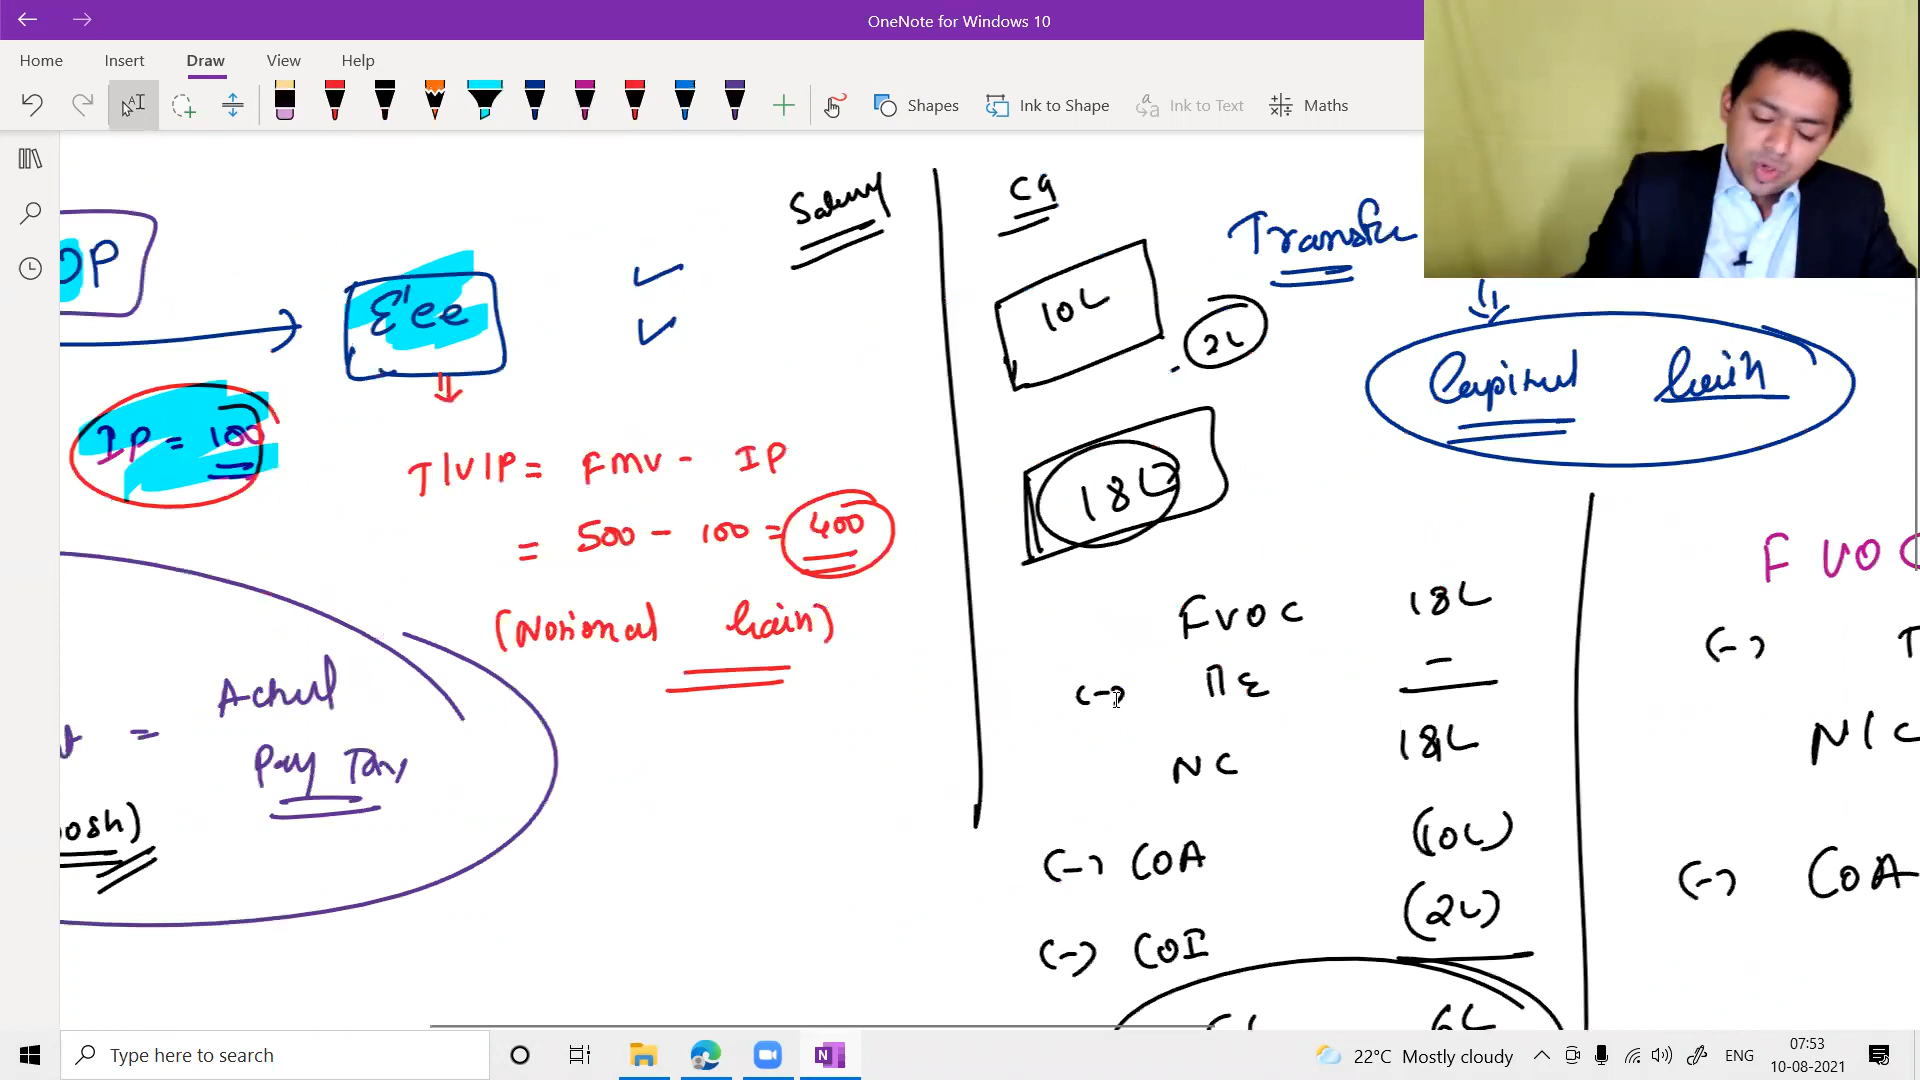 OneNote for Windows 10
Home Insert Draw View Help
Shapes Ink to Shape Ink to Text Maths
OP
E'ee
IP = 100
T|V|P = FMV - IP
= 500 - 100 = 400
(Notional Gain)
Actual
=
Pay Tax
oosh)
Salary
CG
10L
2L
Transfer
Capital Gain
18L
FVOC 18L
(-) TE -
NC 18L
(-) COA (10L)
(-) COI (2L)
6L
FVOC
(-) T
N/C
(-) COA
Type here to search
22°C Mostly cloudy
ENG
07:53
10-08-2021